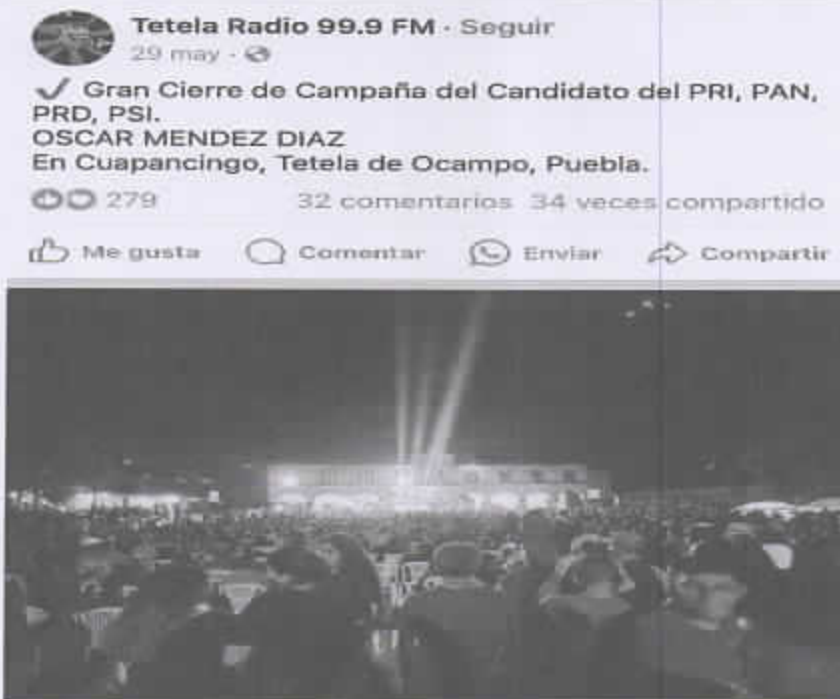 Tetela Radio 99.9 FM · Seguir
29 may ·
✓ Gran Cierre de Campaña del Candidato del PRI, PAN,
PRD, PSI.
OSCAR MENDEZ DIAZ
En Cuapancingo, Tetela de Ocampo, Puebla.
279 32 comentarios 34 veces compartido
Me gusta Comentar Enviar Compartir